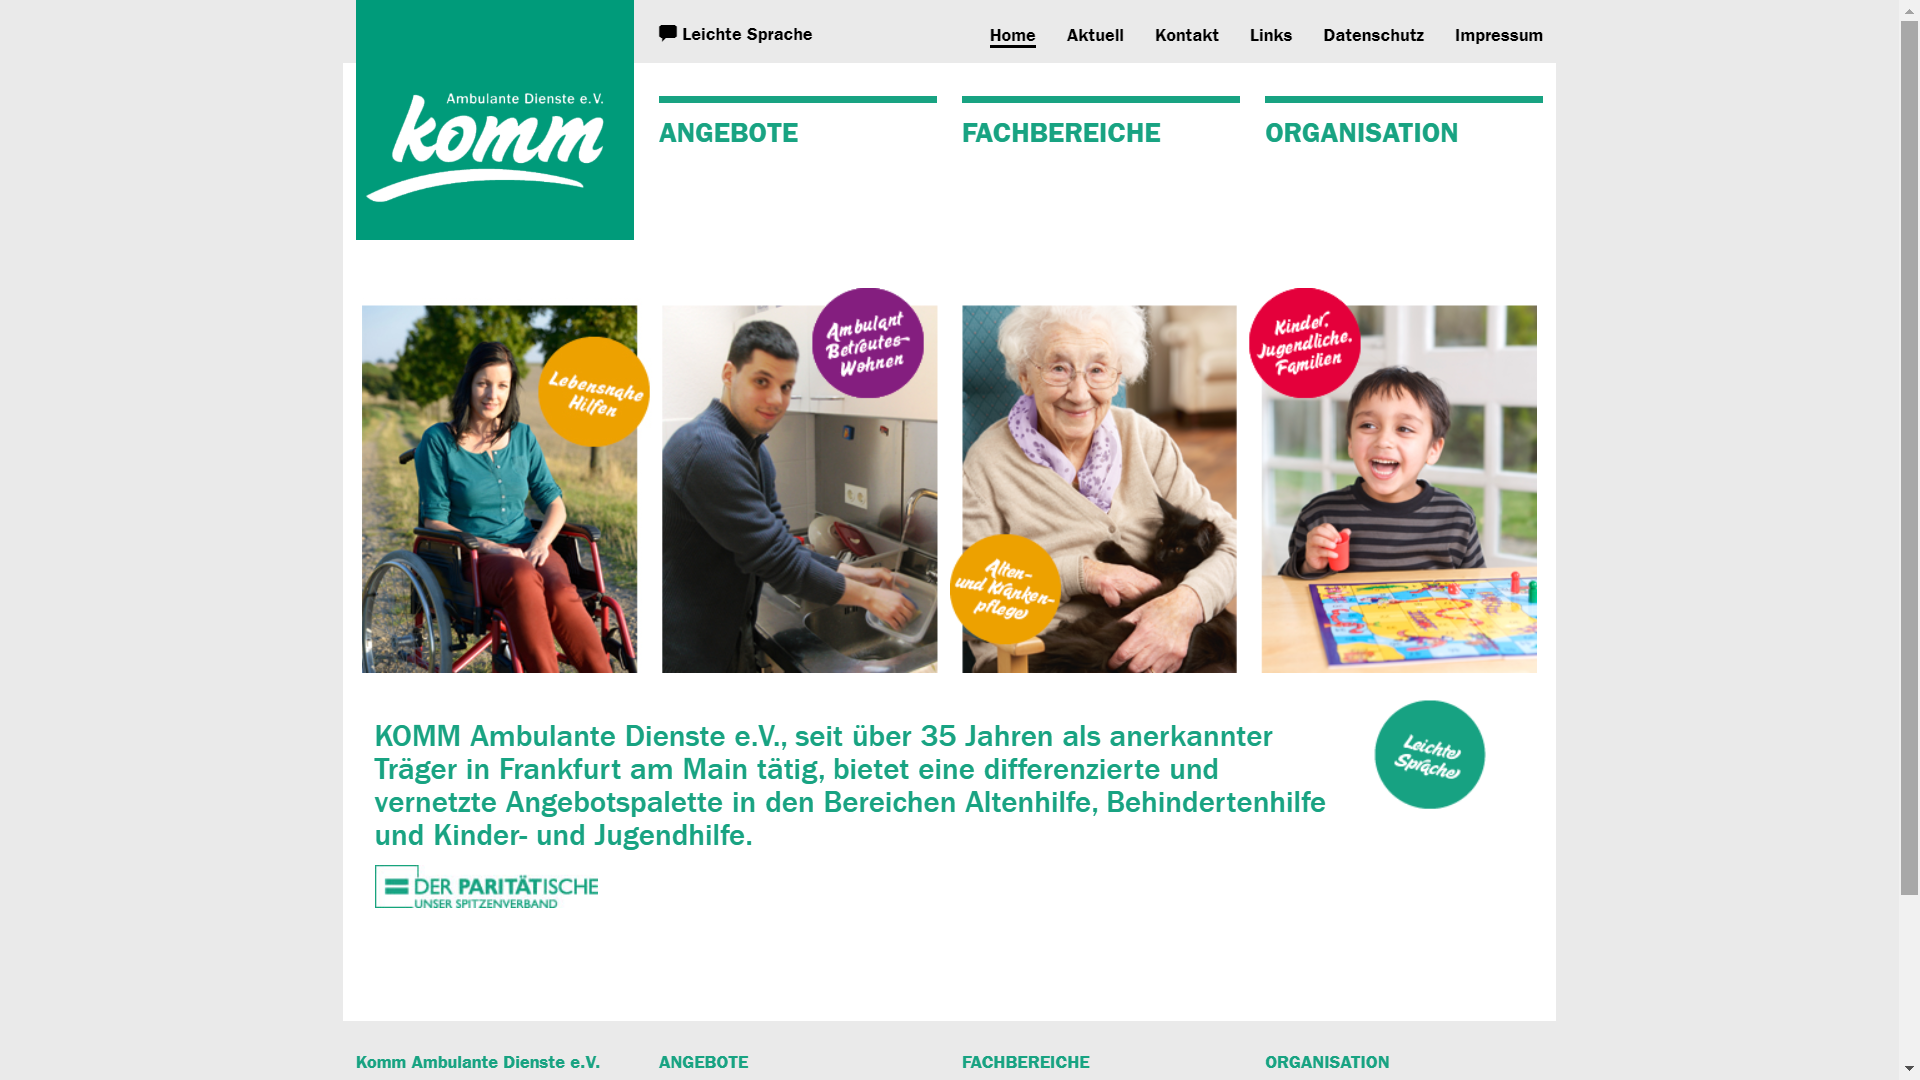 Leichte Sprache
Home
Aktuell
Kontakt
Links
Datenschutz
Impressum
Ambulante Dienste e.V.
komm
ANGEBOTE
FACHBEREICHE
ORGANISATION
Lebensnahe
Hilfen
Ambulant
Betreutes-
Wohnen
Alten-
und Kranken-
pflege
Kinder,
Jugendliche,
Familien
KOMM Ambulante Dienste e.V., seit über 35 Jahren als anerkannter
Träger in Frankfurt am Main tätig, bietet eine differenzierte und
vernetzte Angebotspalette in den Bereichen Altenhilfe, Behindertenhilfe
und Kinder- und Jugendhilfe.
Leichte
Sprache
DER PARITÄTISCHE
UNSER SPITZENVERBAND
Komm Ambulante Dienste e.V.
ANGEBOTE
FACHBEREICHE
ORGANISATION